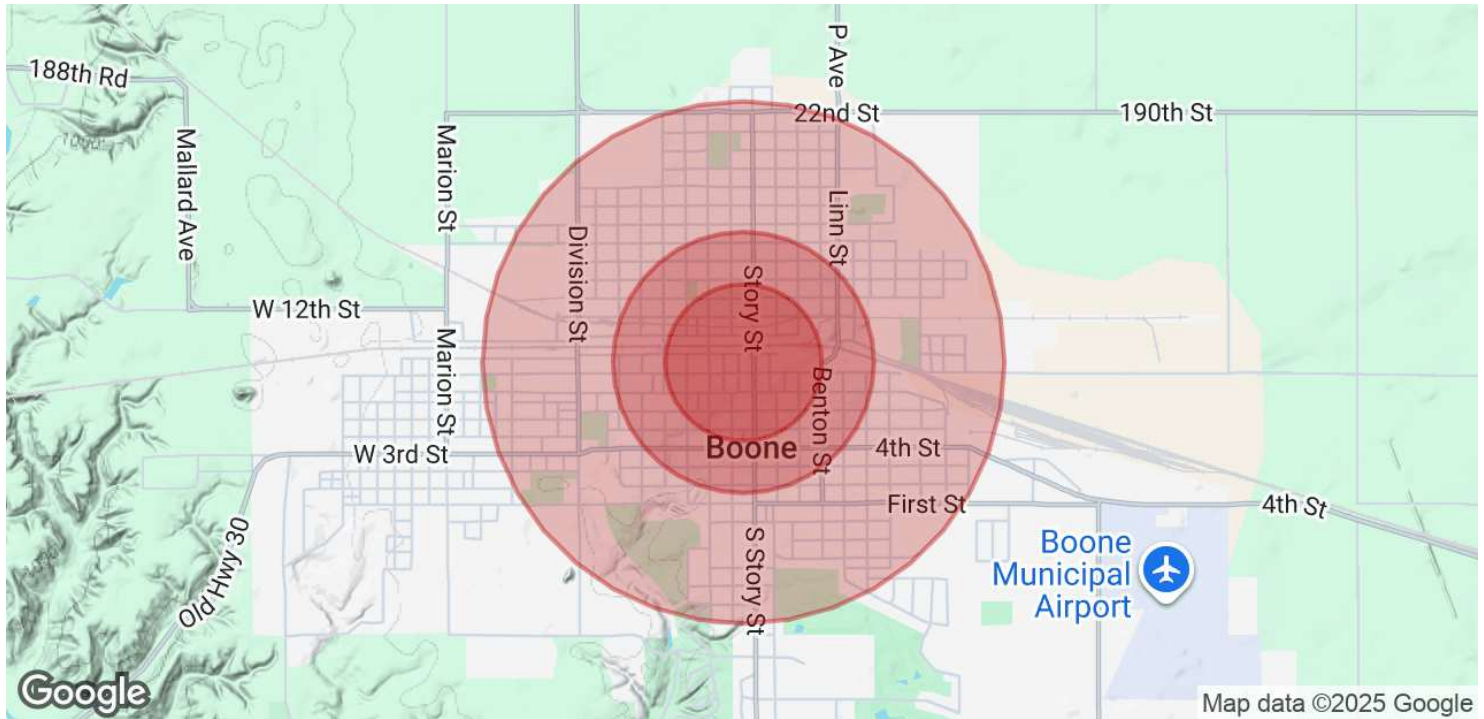 188th Rd
P Ave
22nd St
190th St
Mallard Ave
Marion St
Division St
Linn St
Story St
W 12th St
Marion St
Benton St
Boone
4th St
W 3rd St
First St
4th St
Old Hwy 30
S Story St
Boone
Municipal
Airport
Google
Map data ©2025 Google